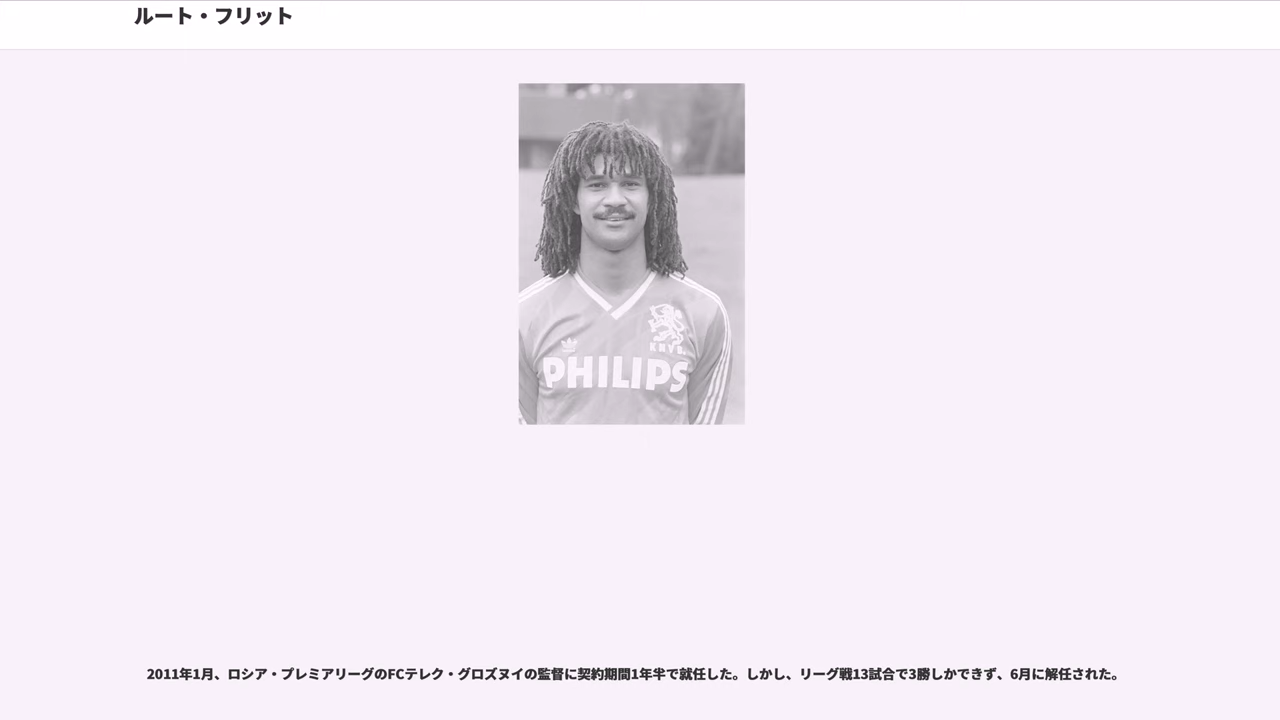 ルート・フリット
KNVB
PHILIPS
2011年1月、ロシア・プレミアリーグのFCテレク・グロズヌイの監督に契約期間1年半で就任した。しかし、リーグ戦13試合で3勝しかできず、6月に解任された。